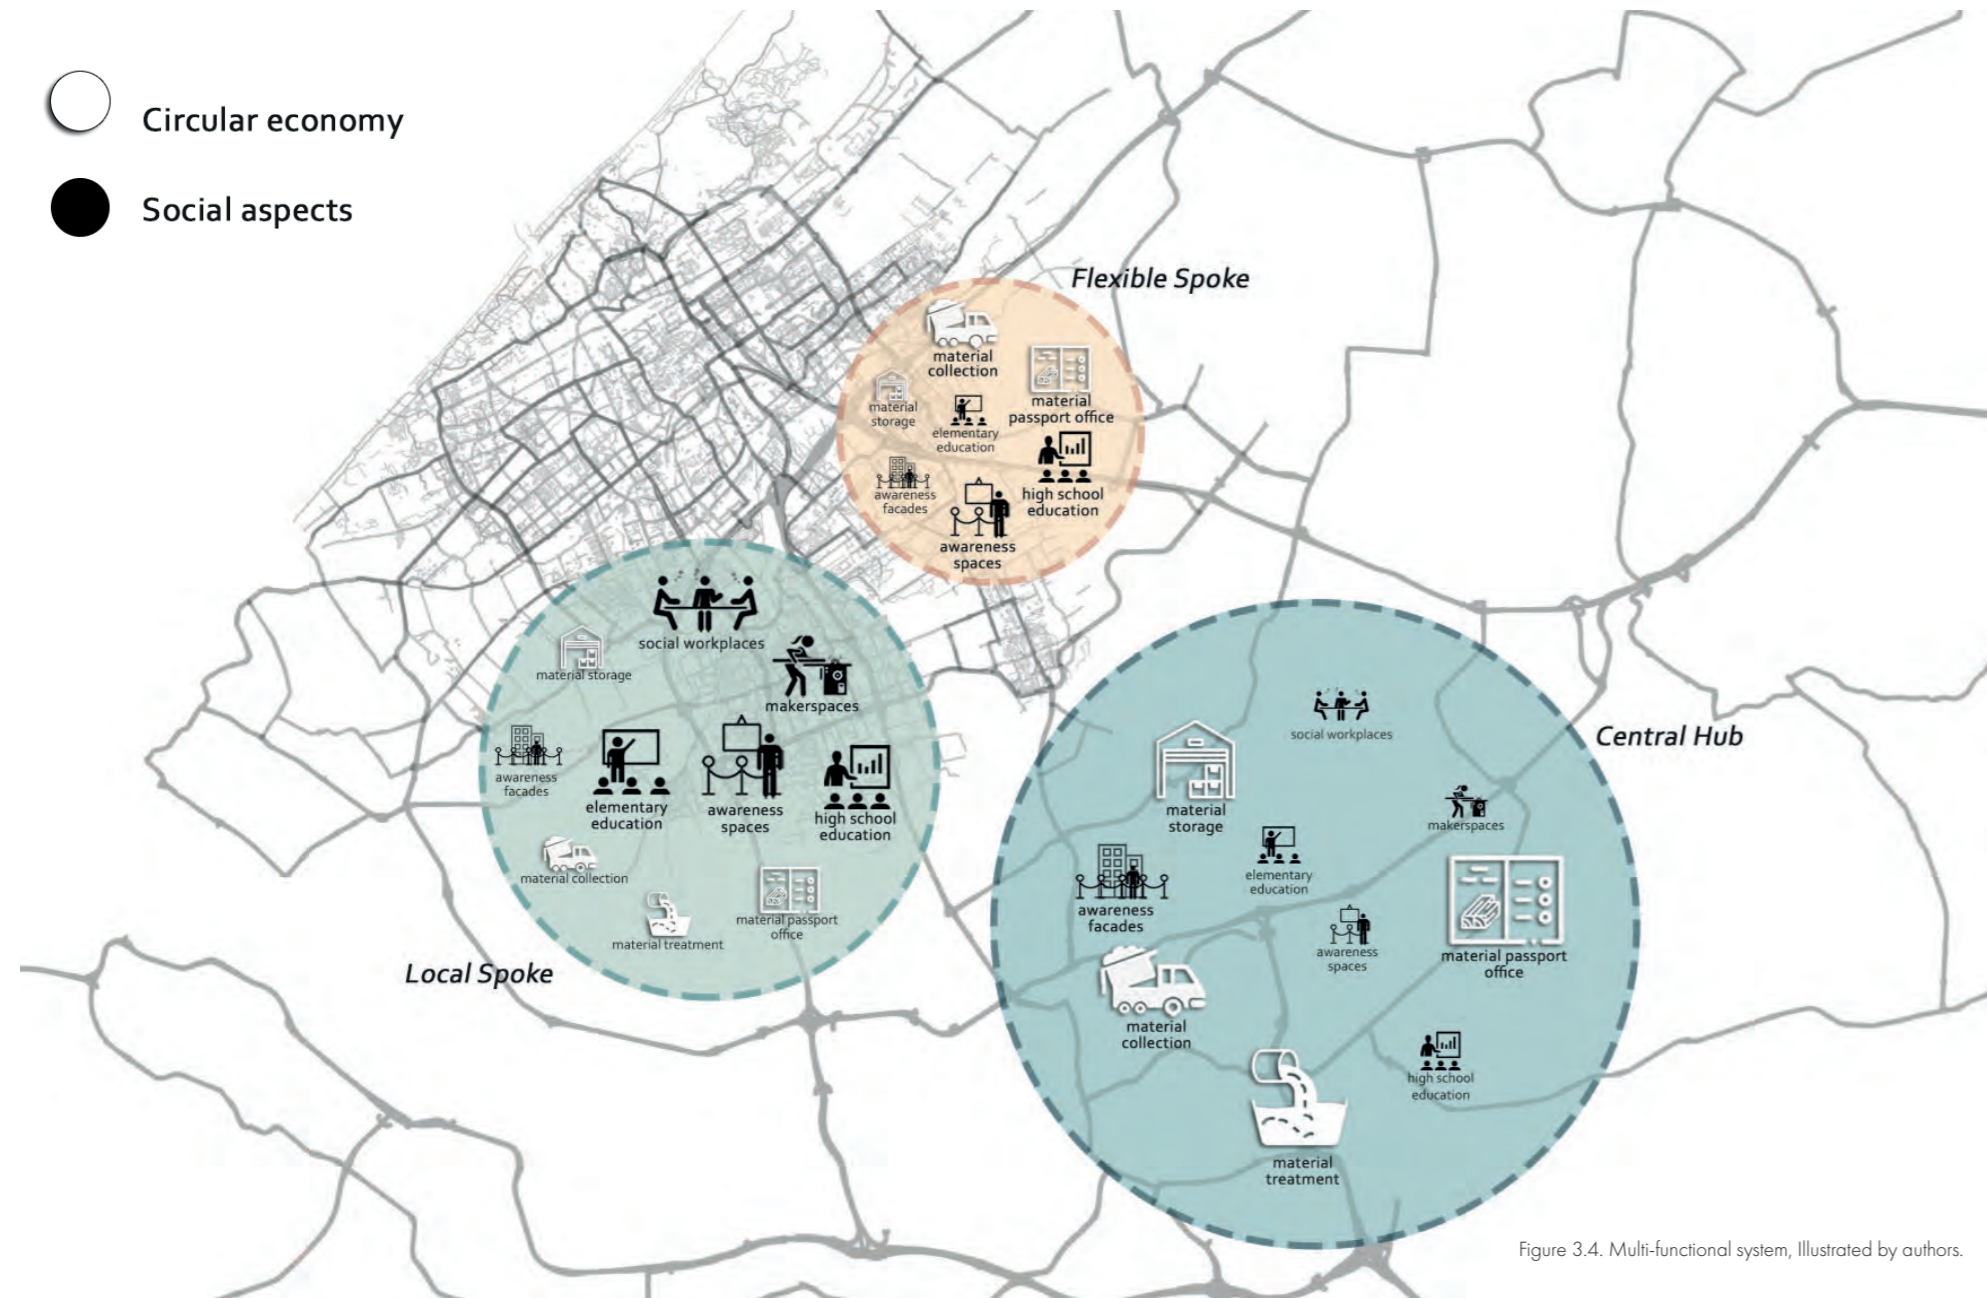 Circular economy
Social aspects
Flexible Spoke
material
collection
material
passport office
material
storage
elementary
education
awareness
facades
high school
education
awareness
spaces
social workplaces
material storage
makerspaces
awareness
facades
elementary
education
awareness
spaces
high school
education
material collection
material treatment
material passport
office
Local Spoke
Central Hub
social workplaces
material
storage
makerspaces
elementary
education
awareness
facades
awareness
spaces
material passport
office
material
collection
high school
education
material
treatment
Figure 3.4. Multi-functional system, Illustrated by authors.